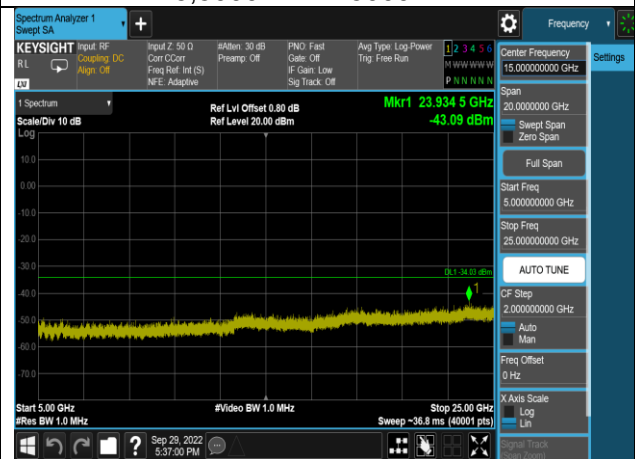 Spectrum Analyzer 1
Swept SA
Frequency
KEYSIGHT
RL
LXI
Input: RF
Coupling: DC
Align: Off
Input Z: 50 Ω
Corr CCorr
Freq Ref: Int (S)
NFE: Adaptive
#Atten: 30 dB
Preamp: Off
PNO: Fast
Gate: Off
IF Gain: Low
Sig Track: Off
Avg Type: Log-Power
Trig: Free Run
1 2 3 4 5 6
M W W W W W
P N N N N N
1 Spectrum
Scale/Div 10 dB
Log
Ref Lvl Offset 0.80 dB
Ref Level 20.00 dBm
Mkr1 23.934 5 GHz
-43.09 dBm
10.0
0.00
-10.0
-20.0
-30.0
-40.0
-50.0
-60.0
-70.0
DL1 -34.03 dBm
1
Start 5.00 GHz
#Res BW 1.0 MHz
#Video BW 1.0 MHz
Stop 25.00 GHz
Sweep ~36.8 ms (40001 pts)
Sep 29, 2022
5:37:00 PM
Center Frequency
15.000000000 GHz
Span
20.0000000 GHz
Swept Span
Zero Span
Full Span
Start Freq
5.000000000 GHz
Stop Freq
25.000000000 GHz
AUTO TUNE
CF Step
2.000000000 GHz
Auto
Man
Freq Offset
0 Hz
X Axis Scale
Log
Lin
Signal Track
(Span Zoom)
Settings